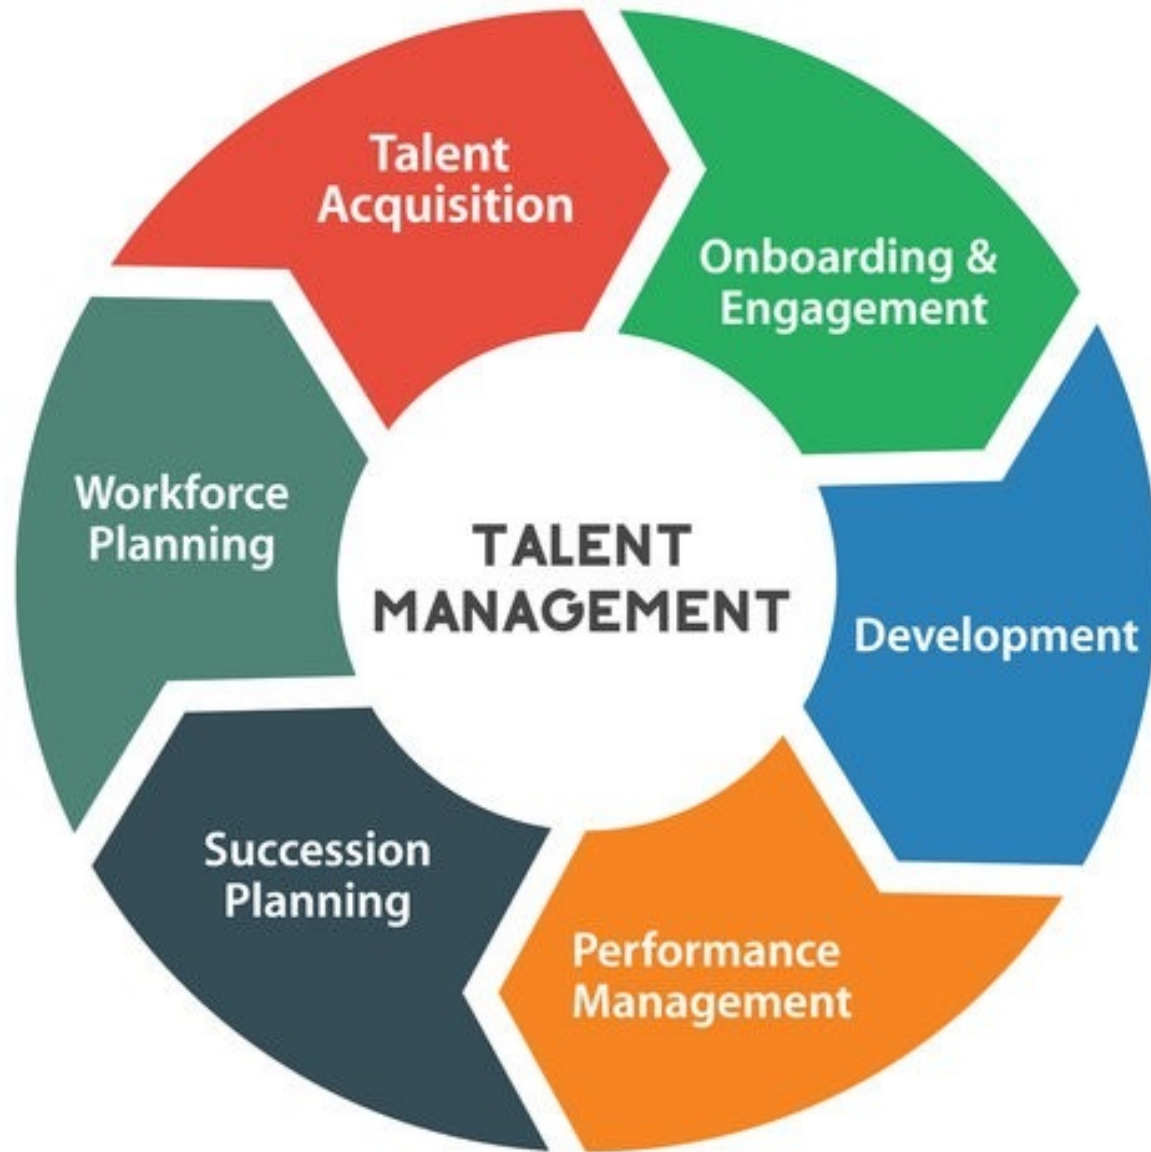 Talent
Acquisition
Onboarding &
Engagement
Development
Performance
Management
Succession
Planning
Workforce
Planning
TALENT
MANAGEMENT